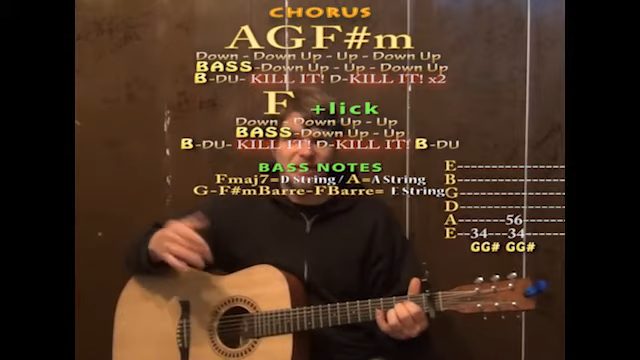 CHORUS
AGF#m
Down - Down Up - Up - Down Up
BASS-Down Up - Up - Down Up
B-DU- KILL IT! D-KILL IT! x2
F +lick
Down - Down Up - Up
BASS-Down Up - Up
B-DU- KILL IT! D-KILL IT! B-DU
BASS NOTES
Fmaj7=D String/A=A String
G-F#mBarre-FBarre= E String
E----------------
B----------------
G----------------
D----------------
A--------56------
E--34---34------
GG# GG#